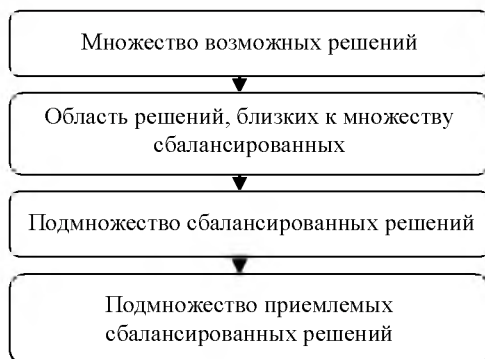 Множество возможных решений
Область решений, близких к множеству
сбалансированных
Подмножество сбалансированных решений
Подмножество приемлемых
сбалансированных решений